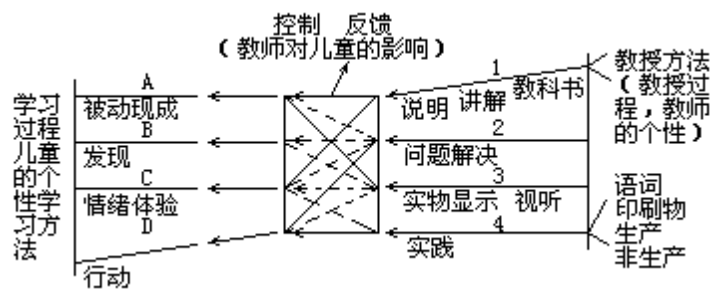 控制 反馈
(教师对儿童的影响)
学习
过程
儿童
的个
性学
习方
法
A
被动现成
B
发现
C
情绪体验
D
行动
1
说明 讲解 教科书
2
问题解决
3
实物显示 视听
4
实践
教授方法
(教授过
程,教师
的个性)
语词
印刷物
生产
非生产